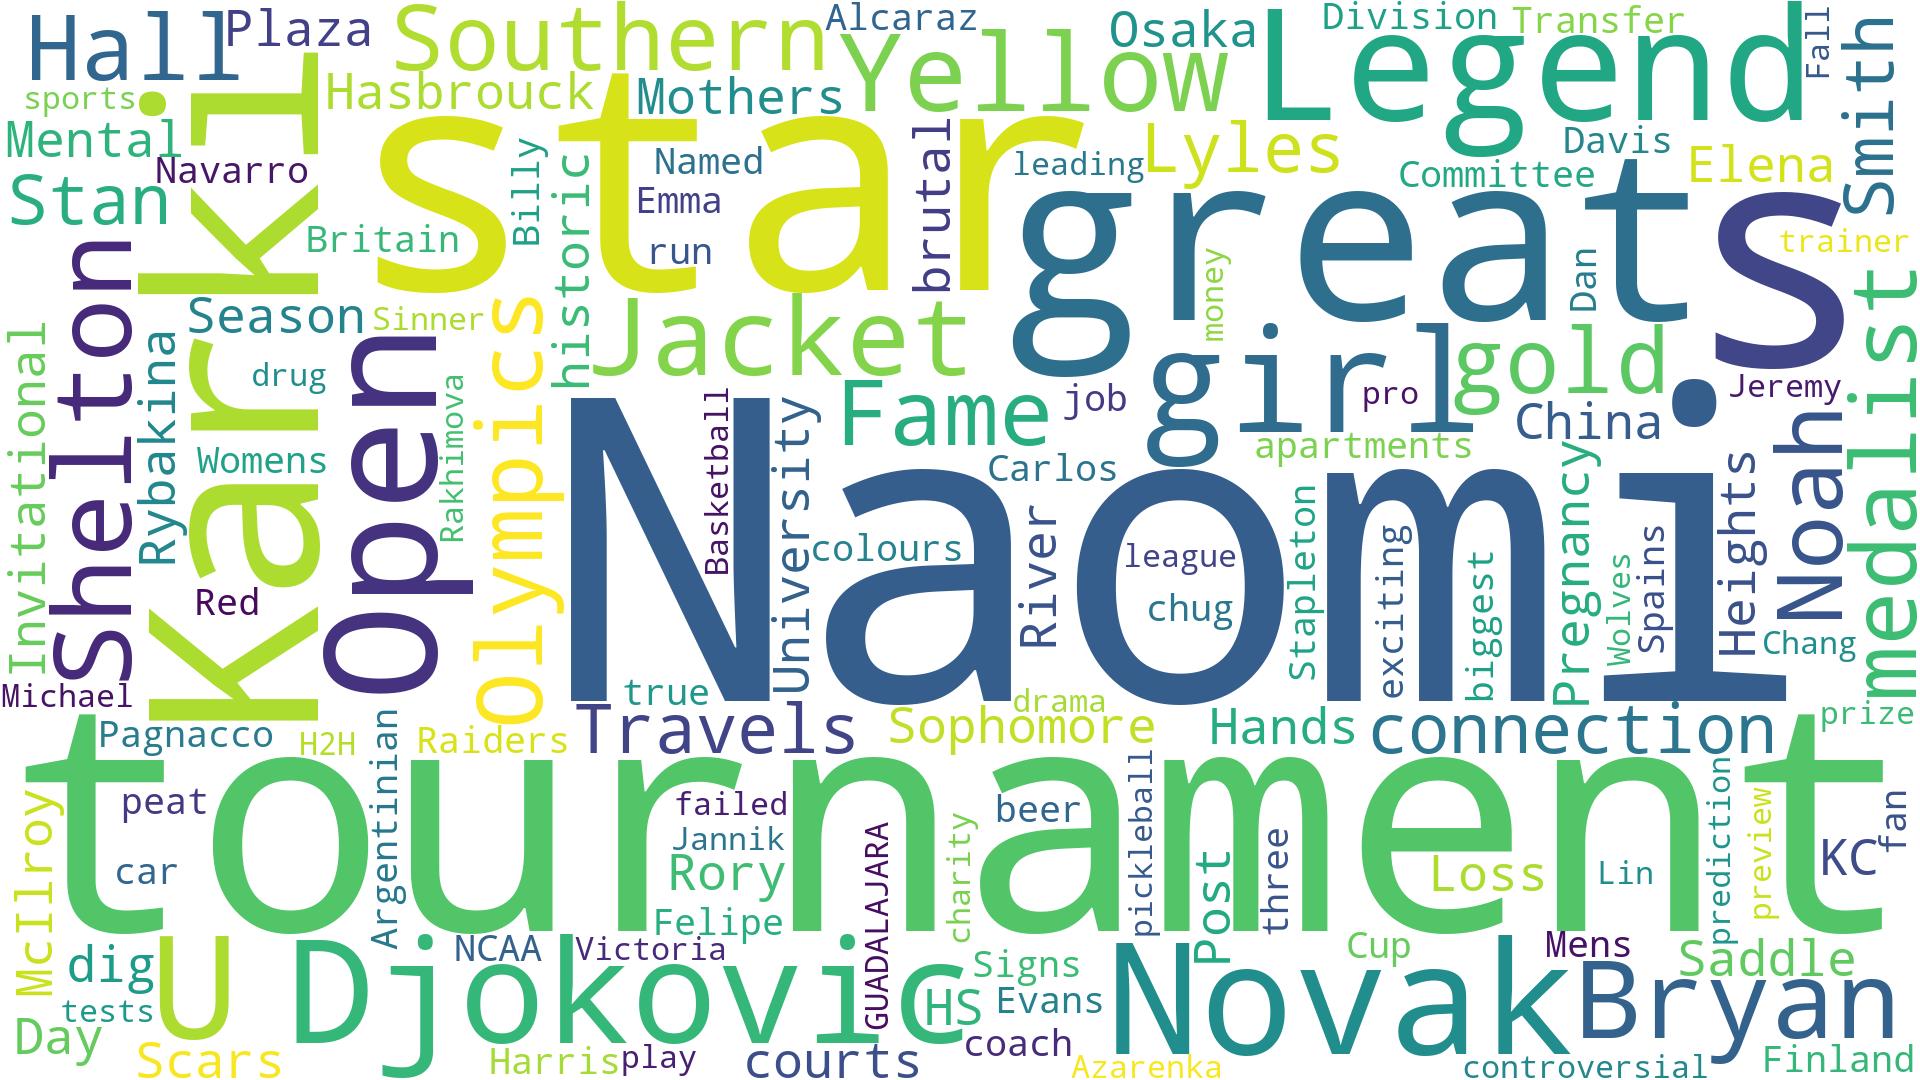 Hall
Plaza
Southern
Alcaraz
Osaka
Division
Transfer
Fall
Smith
Yellow
Legend
sports
Hasbrouck
Mothers
Mental
Navarro
Karki
star
Billy
historic
Named
Emma
run
brutal
leading
Lyles
Davis
Committee
Elena
Stan
Britain
greats
trainer
Shelton
Season
Sinner
Olympics
Jacket
money
Dan
medalist
Invitational
Rybakina
drug
Open
Rakhimova
Fame
job
girl
pro
gold
Jeremy
China
s.
Noah
Womens
Basketball
University
Carlos
apartments
Red
Naomi
colours
River
league
chug
Stapleton
exciting
biggest
Pregnancy
Wolves
Spains
Heights
Chang
Michael
true
drama
prize
Pagnacco
H2H
Raiders
Travels
Sophomore
Hands
connection
tournament
McIlroy
peat
car
Argentinian
failed
Jannik
Rory
Felipe
GUADALAJARA
charity
beer
pickleball
Post
three
Loss
Lin
prediction
preview
KC
fan
dig
tests
Day
U
Scars
NCAA
Victoria
Djokovic
HS
Signs
Evans
coach
Novak
Cup
Mens
Bryan
Saddle
Harris
play
courts
Azarenka
controversial
Finland